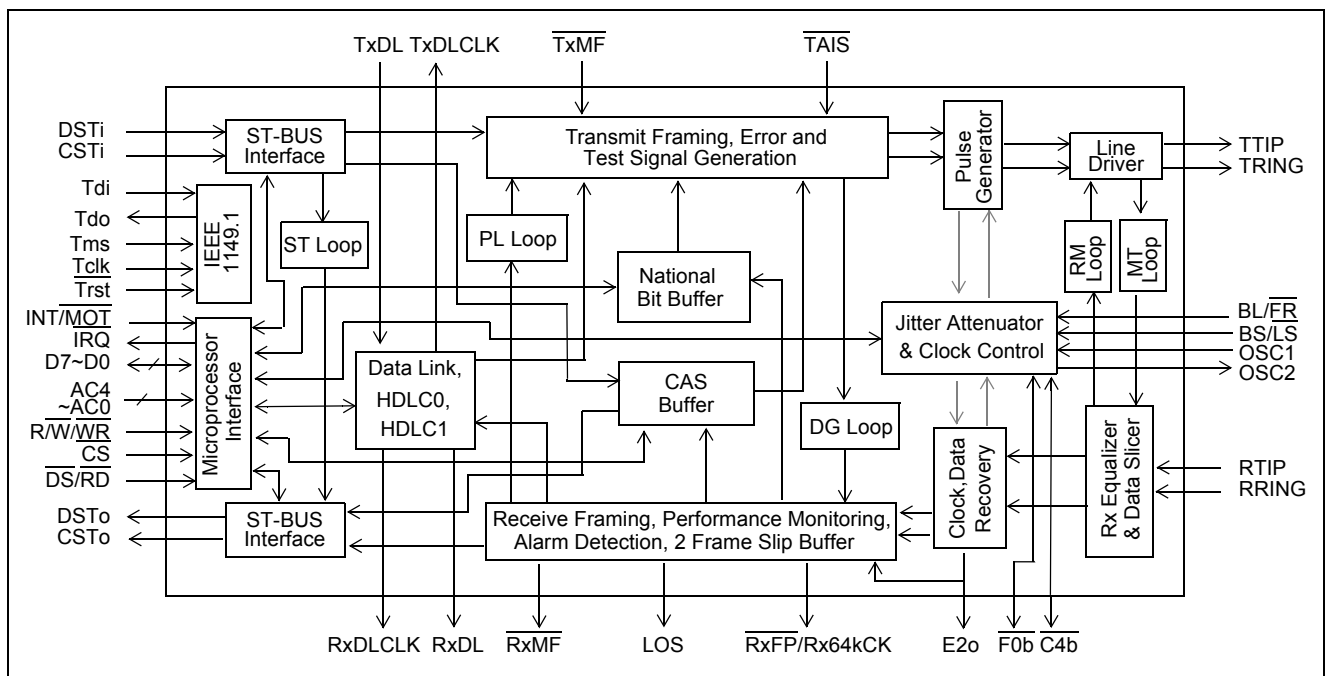 TxDL TxDLCLK
TxMF
TAIS
DSTi
CSTi
ST-BUS
Interface
Transmit Framing, Error and
Test Signal Generation
Pulse
Generator
Line
Driver
TTIP
TRING
Tdi
Tdo
Tms
Tclk
Trst
IEEE
1149.1
ST Loop
PL Loop
National
Bit Buffer
RM
Loop
MT
Loop
INT/MOT
IRQ
D7~D0
AC4
~AC0
R/W/WR
CS
DS/RD
Microprocessor
Interface
Data Link,
HDLC0,
HDLC1
CAS
Buffer
DG Loop
Jitter Attenuator
& Clock Control
BL/FR
BS/LS
OSC1
OSC2
Clock,Data
Recovery
Rx Equalizer
& Data Slicer
RTIP
RRING
DSTo
CSTo
ST-BUS
Interface
Receive Framing, Performance Monitoring,
Alarm Detection, 2 Frame Slip Buffer
RxDLCLK
RxDL
RxMF
LOS
RxFP/Rx64kCK
E2o
F0b
C4b